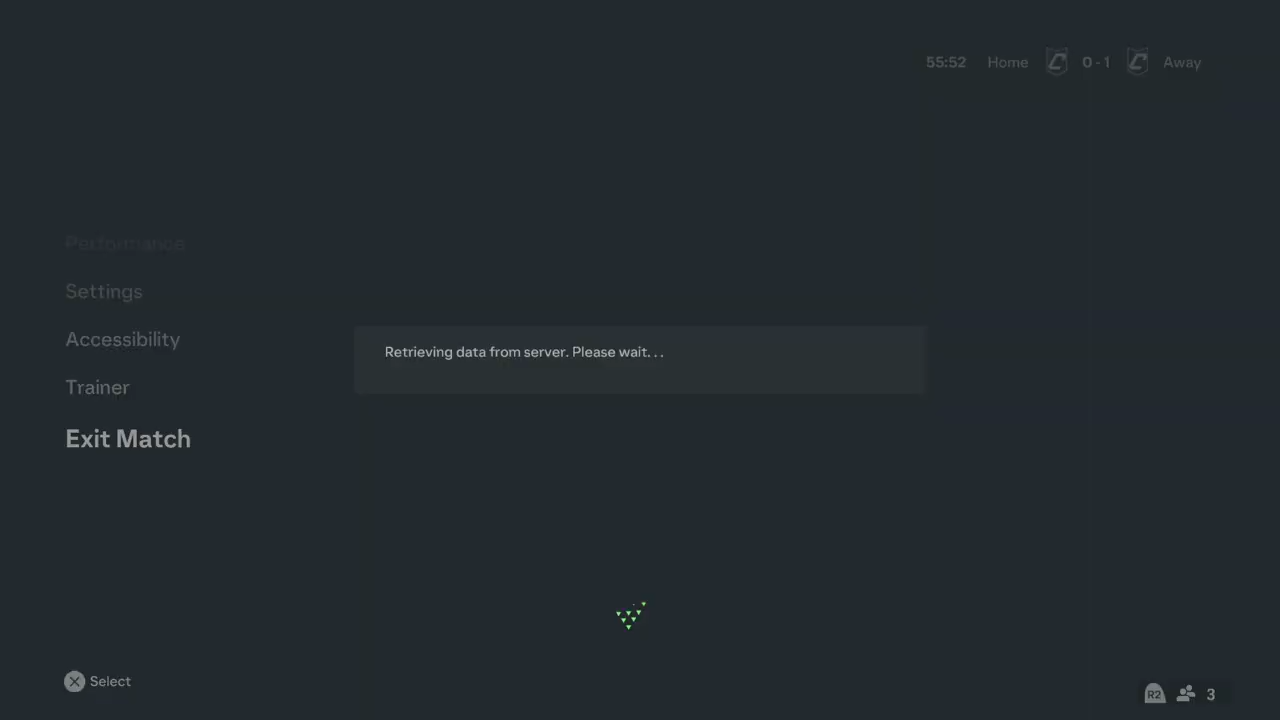 55:52 Home 0 - 1 Away
Performance
Settings
Accessibility
Trainer
Exit Match
Retrieving data from server. Please wait. . .
Select
R2 3